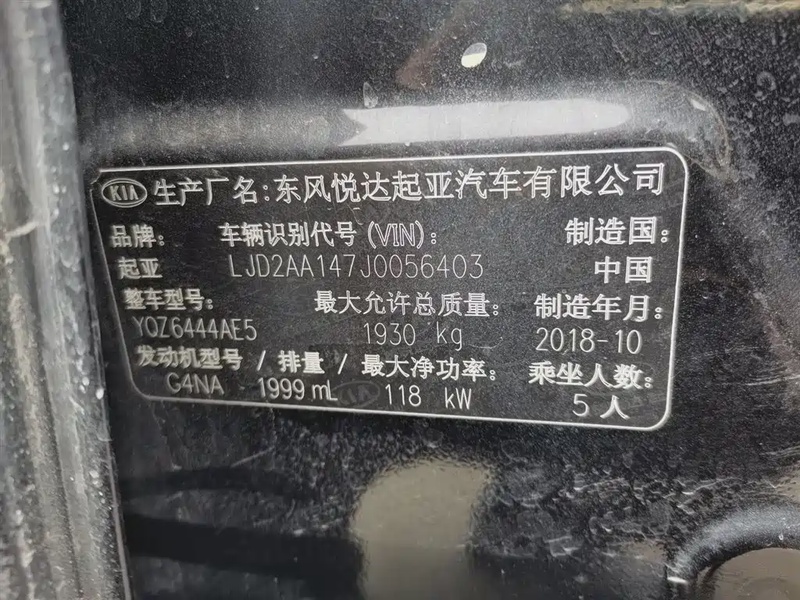 KIA 生产厂名：东风悦达起亚汽车有限公司
品牌： 车辆识别代号(VIN)： 制造国：
起亚 LJD2AA147J0056403 中国
整车型号： 最大允许总质量： 制造年月：
YQZ6444AE5 1930 kg 2018-10
发动机型号 / 排量 / 最大净功率： 乘坐人数：
G4NA 1999 mL 118 kW 5 人
KIA